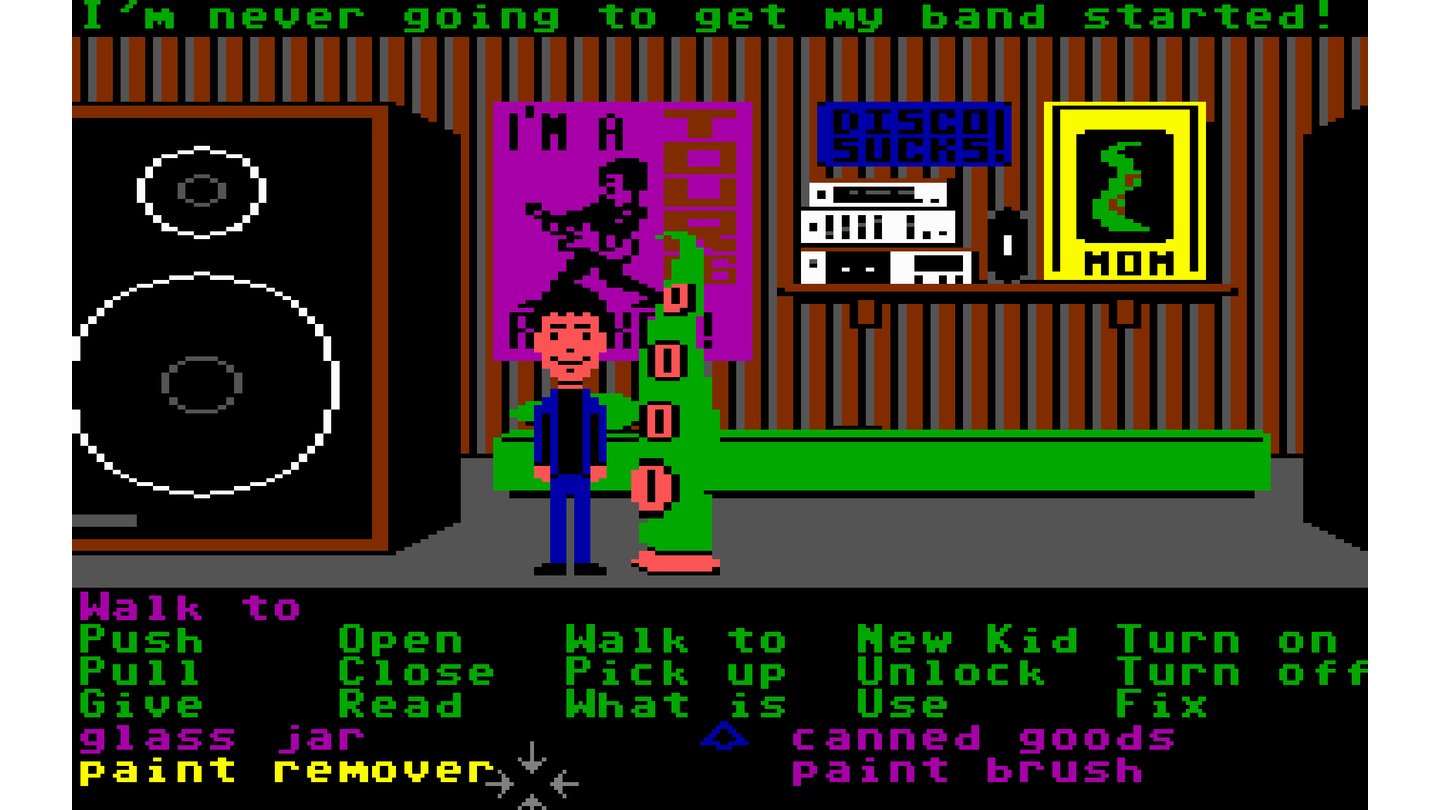 I'm never going to get my band started!
I'M A
TOUR
DISCO!
SUCKS!
MOM
Walk to
Push Open Walk to New Kid Turn on
Pull Close Pick up Unlock Turn off
Give Read What is Use Fix
glass jar canned goods
paint remover paint brush